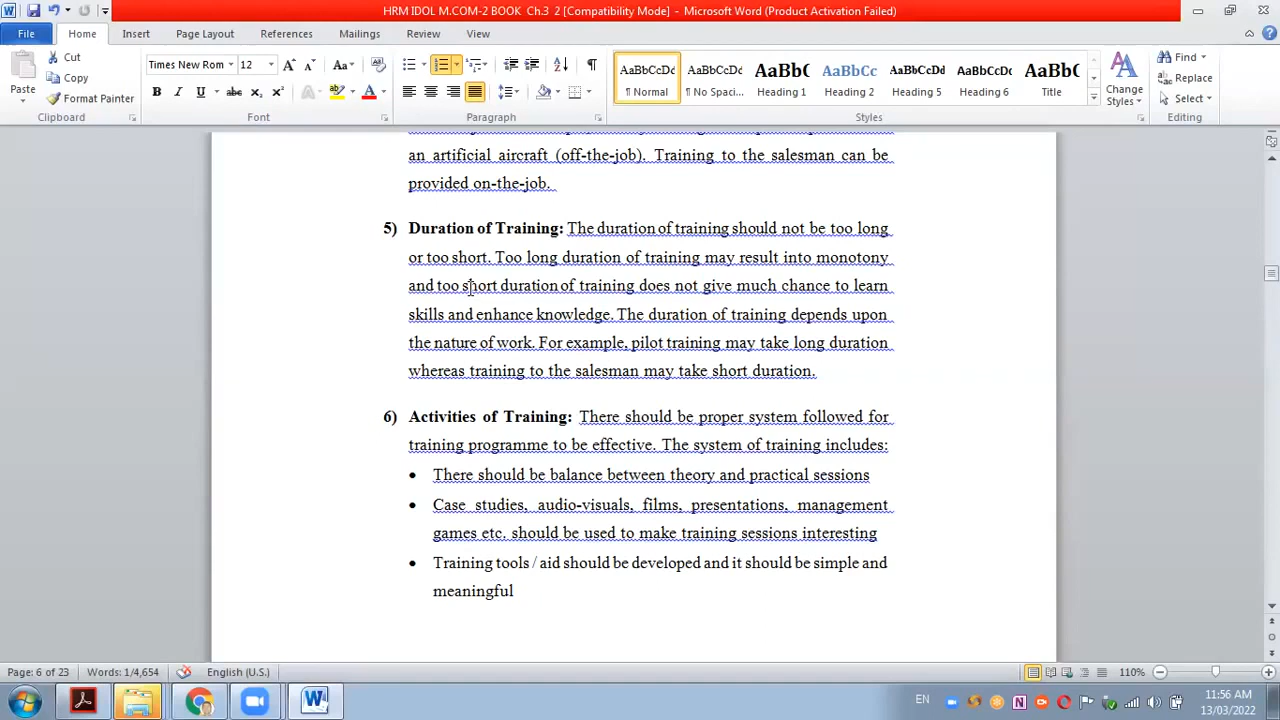 HRM IDOL M.COM-2 BOOK Ch.3 2 [Compatibility Mode] - Microsoft Word (Product Activation Failed)
File Home Insert Page Layout References Mailings Review View
Paste
Cut
Copy
Format Painter
Clipboard
Times New Rom 12
Font
Paragraph
AaBbCcDc ¶ Normal
¶ No Spaci...
AaBbC Heading 1
AaBbCc Heading 2
AaBbCcDd Heading 5
AaBbCcDd Heading 6
Title
Styles
Change Styles
Find
Replace
Select
Editing
an artificial aircraft (off-the-job). Training to the salesman can be
provided on-the-job.
5) Duration of Training: The duration of training should not be too long
or too short. Too long duration of training may result into monotony
and too short duration of training does not give much chance to learn
skills and enhance knowledge. The duration of training depends upon
the nature of work. For example, pilot training may take long duration
whereas training to the salesman may take short duration.
6) Activities of Training: There should be proper system followed for
training programme to be effective. The system of training includes:
• There should be balance between theory and practical sessions
• Case studies, audio-visuals, films, presentations, management
games etc. should be used to make training sessions interesting
• Training tools / aid should be developed and it should be simple and
meaningful
Page: 6 of 23 Words: 1/4,654 English (U.S.) 110%
EN 11:56 AM
13/03/2022